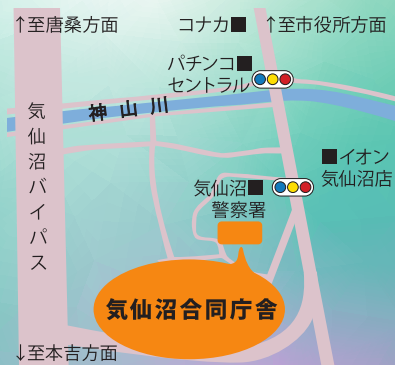 ↑至唐桑方面
コナカ■
↑至市役所方面
パチンコ■
セントラル
神山川
気仙沼バイパス
■イオン
気仙沼店
気仙沼■
警察署
気仙沼合同庁舎
↓至本吉方面